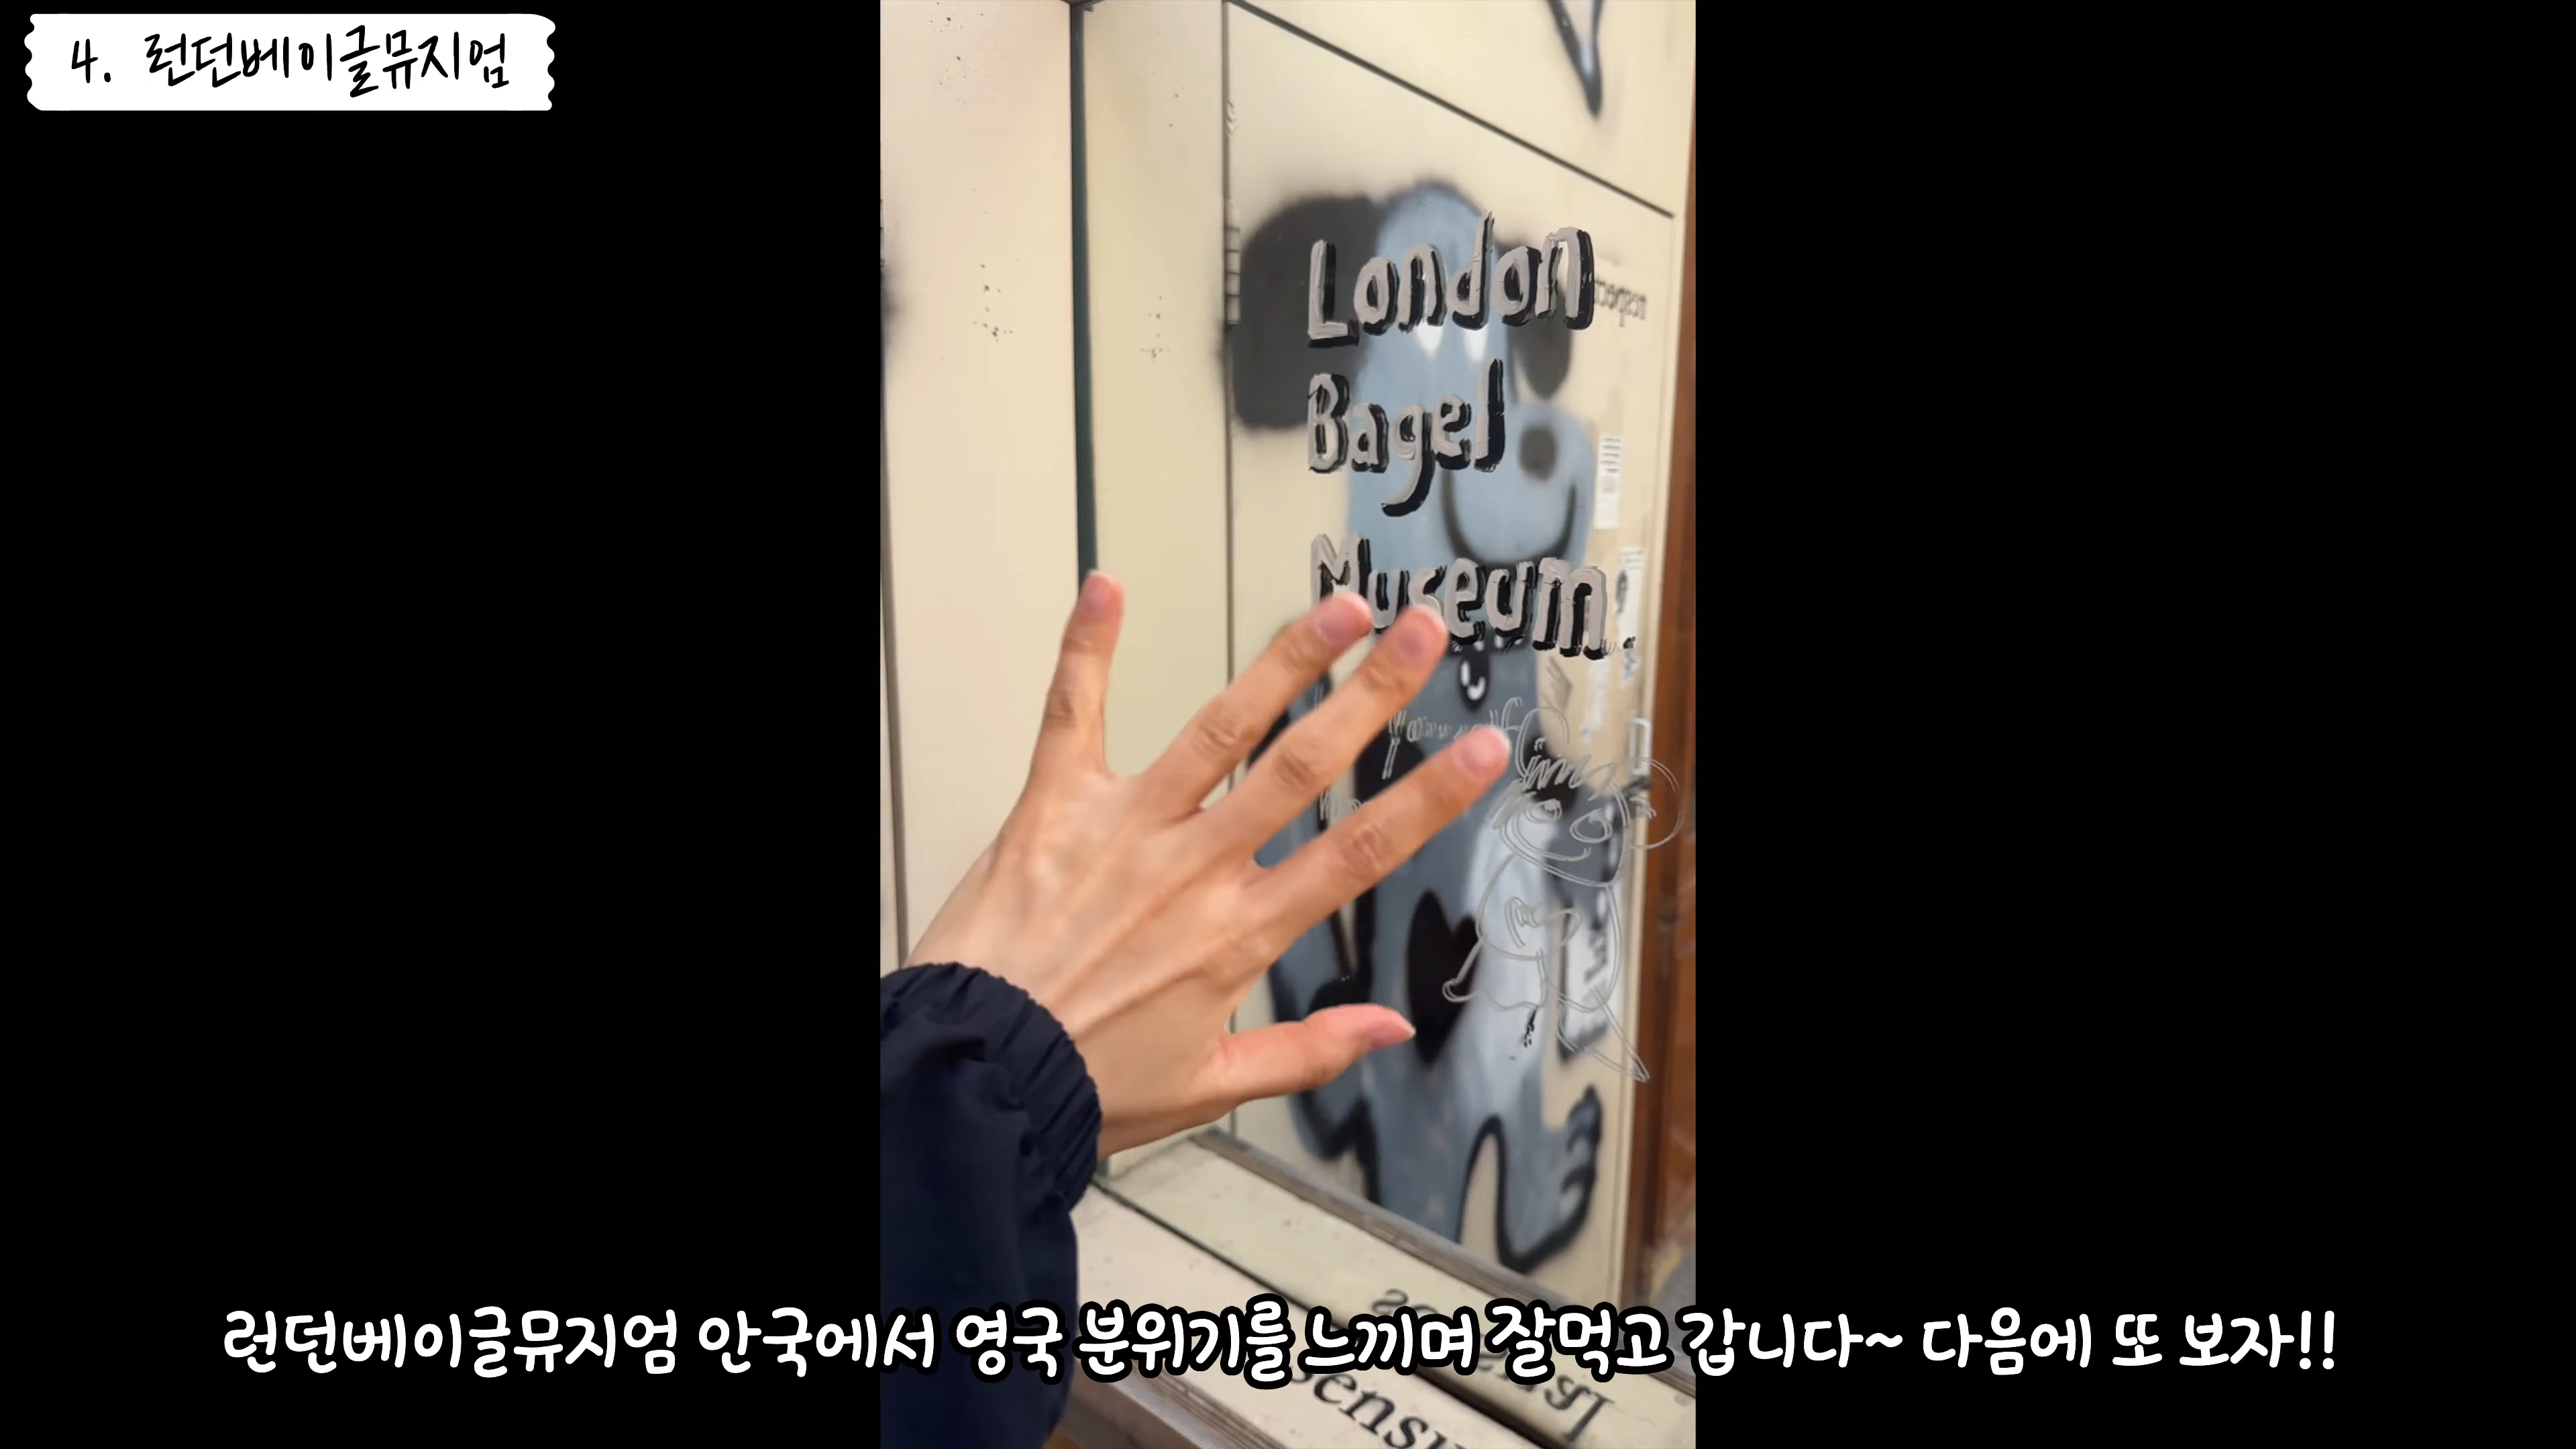 4. 런던베이글뮤지엄
London
Bagel
Museum.
런던베이글뮤지엄 안국에서 영국 분위기를 느끼며 잘먹고 갑니다~ 다음에 또 보자!!